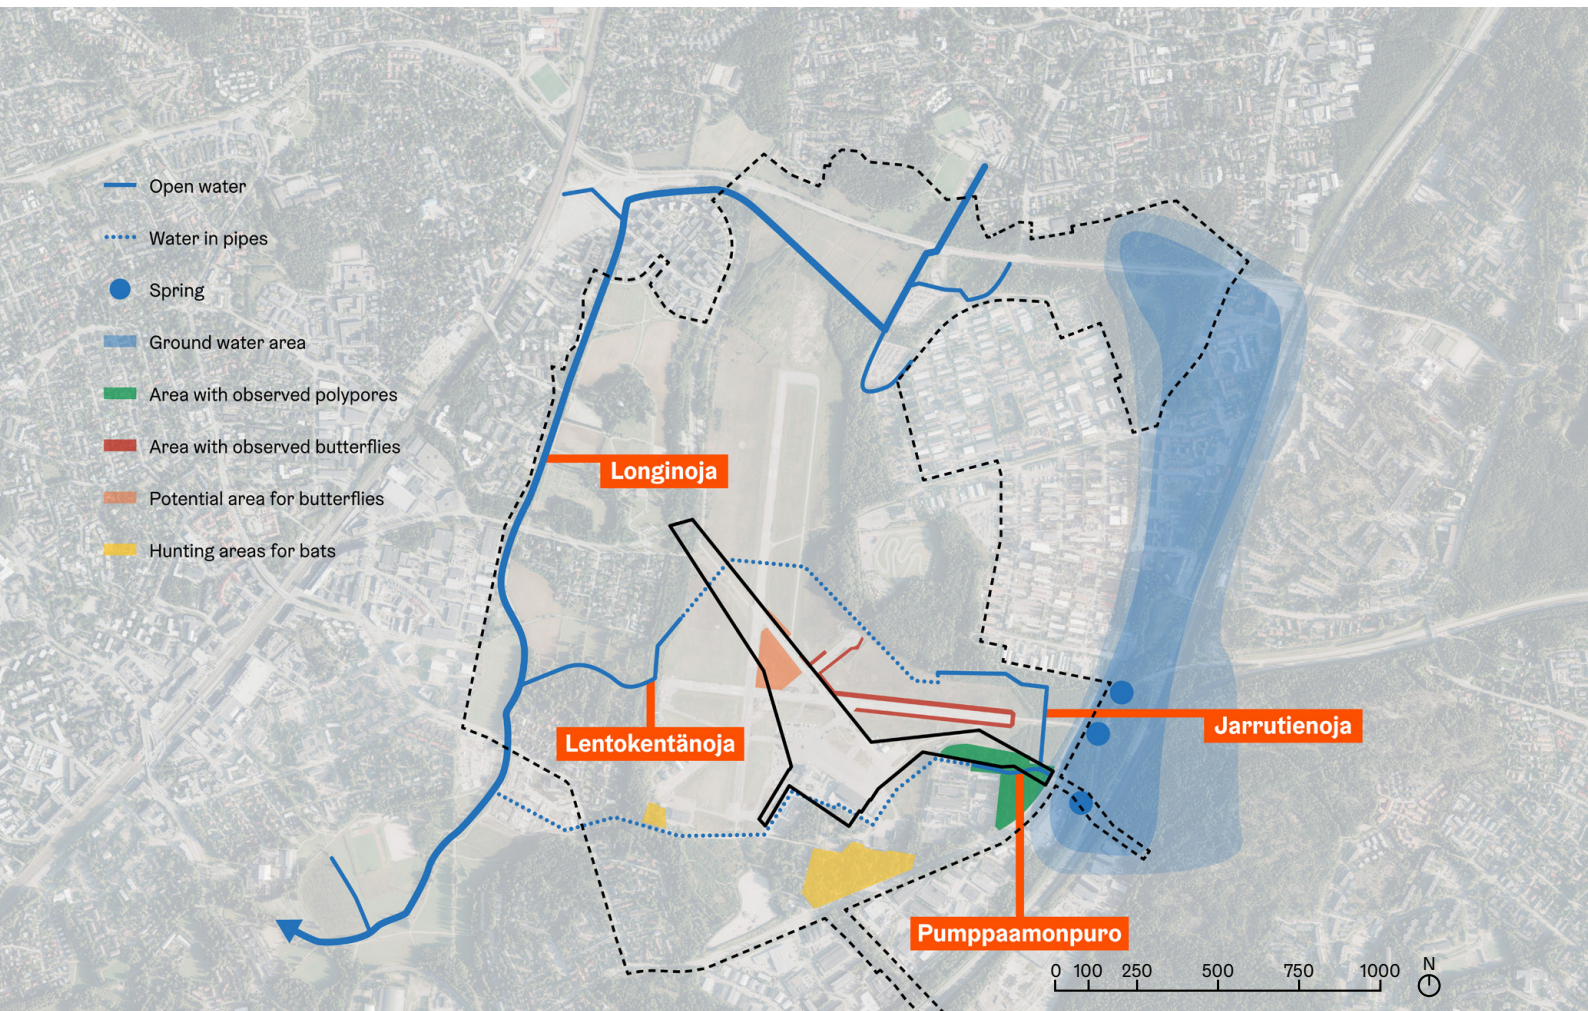 Open water
Water in pipes
Spring
Ground water area
Area with observed polypores
Area with observed butterflies
Potential area for butterflies
Hunting areas for bats
Longinoja
Lentokentänoja
Jarrutienoja
Pumppaamonpuro
0 100 250 500 750 1000 N